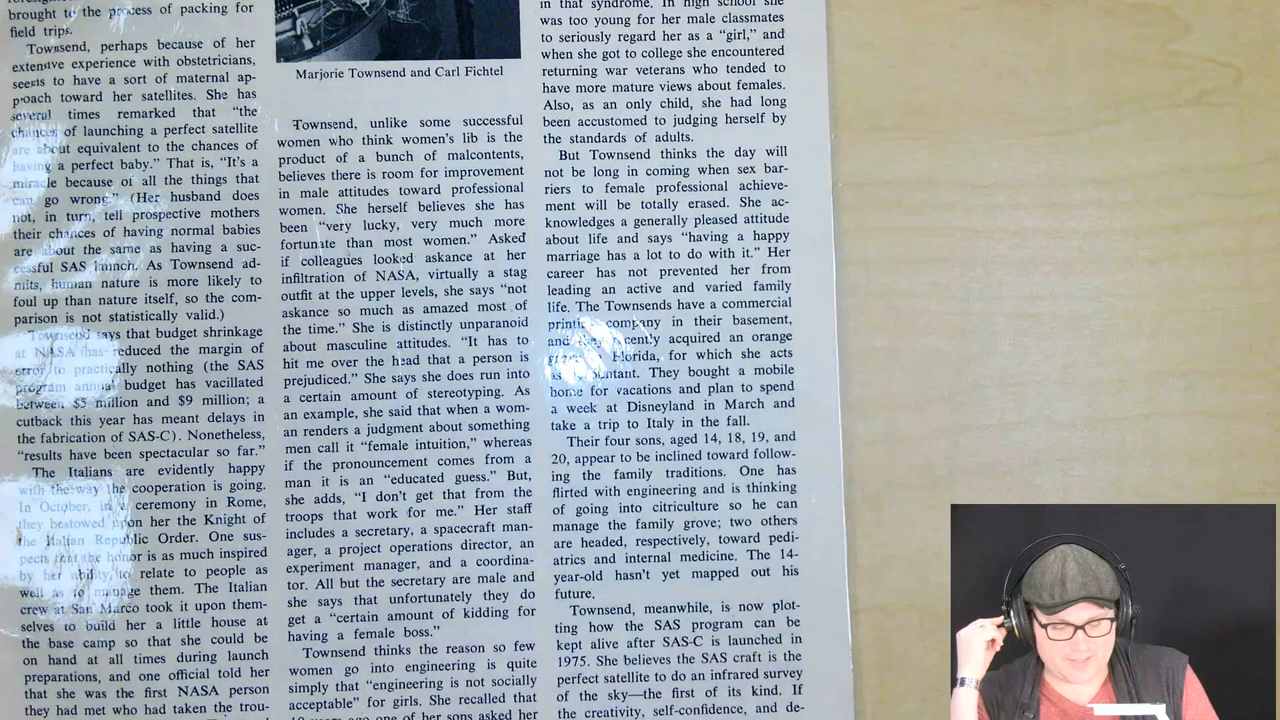 brought to the process of packing for
field trips.
Townsend, perhaps because of her
extensive experience with obstetricians,
seems to have a sort of maternal ap-
proach toward her satellites. She has
several times remarked that “the
chances of launching a perfect satellite
are about equivalent to the chances of
having a perfect baby.” That is, “It’s a
miracle because of all the things that
can go wrong.” (Her husband does
not, in turn, tell prospective mothers
their chances of having normal babies
are about the same as having a suc-
cessful SAS launch. As Townsend ad-
mits, human nature is more likely to
foul up than nature itself, so the com-
parison is not statistically valid.)
Townsend says that budget shrinkage
at NASA has reduced the margin of
error to practically nothing (the SAS
program annual budget has vacillated
between $5 million and $9 million; a
cutback this year has meant delays in
the fabrication of SAS-C). Nonetheless,
“results have been spectacular so far.”
The Italians are evidently happy
with the way the cooperation is going.
In October, in a ceremony in Rome,
they bestowed upon her the Knight of
the Italian Republic Order. One sus-
pects that the honor is as much inspired
by her ability to relate to people as
well as to manage them. The Italian
crew at San Marco took it upon them-
selves to build her a little house at
the base camp so that she could be
on hand at all times during launch
preparations, and one official told her
that she was the first NASA person
they had met who had taken the trou-
Marjorie Townsend and Carl Fichtel
Townsend, unlike some successful
women who think women’s lib is the
product of a bunch of malcontents,
believes there is room for improvement
in male attitudes toward professional
women. She herself believes she has
been “very lucky, very much more
fortunate than most women.” Asked
if colleagues looked askance at her
infiltration of NASA, virtually a stag
outfit at the upper levels, she says “not
askance so much as amazed most of
the time.” She is distinctly unparanoid
about masculine attitudes. “It has to
hit me over the head that a person is
prejudiced.” She says she does run into
a certain amount of stereotyping. As
an example, she said that when a wom-
an renders a judgment about something
men call it “female intuition,” whereas
if the pronouncement comes from a
man it is an “educated guess.” But,
she adds, “I don’t get that from the
troops that work for me.” Her staff
includes a secretary, a spacecraft man-
ager, a project operations director, an
experiment manager, and a coordina-
tor. All but the secretary are male and
she says that unfortunately they do
get a “certain amount of kidding for
having a female boss.”
Townsend thinks the reason so few
women go into engineering is quite
simply that “engineering is not socially
acceptable” for girls. She recalled that
10 years ago one of her sons asked her
in that syndrome. In high school she
was too young for her male classmates
to seriously regard her as a “girl,” and
when she got to college she encountered
returning war veterans who tended to
have more mature views about females.
Also, as an only child, she had long
been accustomed to judging herself by
the standards of adults.
But Townsend thinks the day will
not be long in coming when sex bar-
riers to female professional achieve-
ment will be totally erased. She ac-
knowledges a generally pleased attitude
about life and says “having a happy
marriage has a lot to do with it.” Her
career has not prevented her from
leading an active and varied family
life. The Townsends have a commercial
printing company in their basement,
and they recently acquired an orange
Florida, for which she acts
as accountant. They bought a mobile
home for vacations and plan to spend
a week at Disneyland in March and
take a trip to Italy in the fall.
Their four sons, aged 14, 18, 19, and
20, appear to be inclined toward follow-
ing the family traditions. One has
flirted with engineering and is thinking
of going into citriculture so he can
manage the family grove; two others
are headed, respectively, toward pedi-
atrics and internal medicine. The 14-
year-old hasn’t yet mapped out his
future.
Townsend, meanwhile, is now plot-
ting how the SAS program can be
kept alive after SAS-C is launched in
1975. She believes the SAS craft is the
perfect satellite to do an infrared survey
of the sky—the first of its kind. If
the creativity, self-confidence, and de-